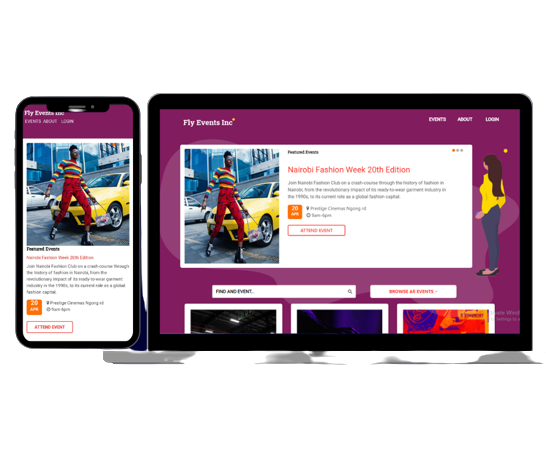 Fly Events Inc
EVENTS ABOUT LOGIN
Featured Events
Nairobi Fashion Week 20th Edition
Join Nairobi Fashion Club on a crash-course through
the history of fashion in Nairobi, from the
revolutionary impact of its ready-to-wear garment
industry in the 1990s, to its current role as a global
fashion capital.
20
APR
Prestige Cinemas Ngong rd
9am-6pm
ATTEND EVENT
Fly Events Inc
EVENTS ABOUT LOGIN
Featured Events
Nairobi Fashion Week 20th Edition
Join Nairobi Fashion Club on a crash-course through the history of fashion in
Nairobi, from the revolutionary impact of its ready-to-wear garment industry in
the 1990s, to its current role as a global fashion capital.
20
APR
Prestige Cinemas Ngong rd
9am-6pm
ATTEND EVENT
FIND AND EVENT..
BROWSE All EVENTS